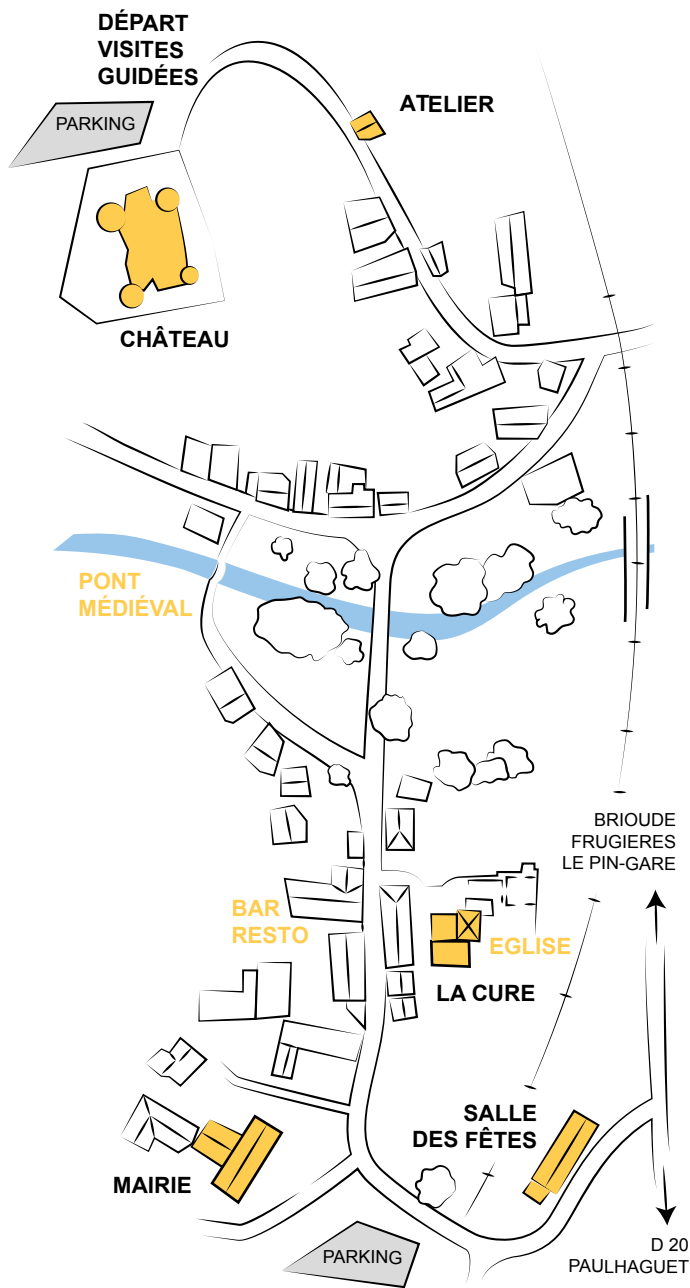 DÉPART
VISITES
GUIDÉES
PARKING
ATELIER
CHÂTEAU
PONT
MÉDIÉVAL
BRIOUDE
FRUGIERES
LE PIN-GARE
BAR
RESTO
EGLISE
LA CURE
SALLE
DES FÊTES
MAIRIE
PARKING
D 20
PAULHAGUET